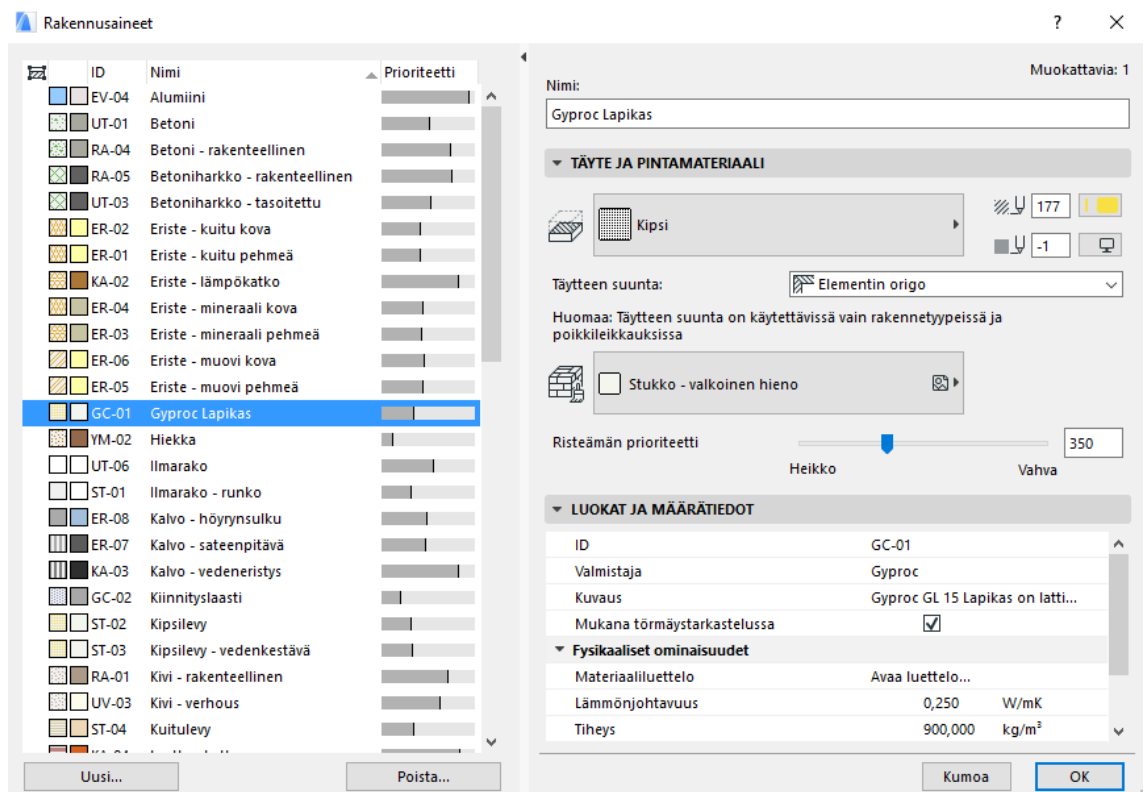 Rakennusaineet
?
ID Nimi Prioriteetti
EV-04 Alumiini
UT-01 Betoni
RA-04 Betoni - rakenteellinen
RA-05 Betoniharkko - rakenteellinen
UT-03 Betoniharkko - tasoitettu
ER-02 Eriste - kuitu kova
ER-01 Eriste - kuitu pehmeä
KA-02 Eriste - lämpökatko
ER-04 Eriste - mineraali kova
ER-03 Eriste - mineraali pehmeä
ER-06 Eriste - muovi kova
ER-05 Eriste - muovi pehmeä
GC-01 Gyproc Lapikas
YM-02 Hiekka
UT-06 Ilmarako
ST-01 Ilmarako - runko
ER-08 Kalvo - höyrynsulku
ER-07 Kalvo - sateenpitävä
KA-03 Kalvo - vedeneristys
GC-02 Kiinnityslaasti
ST-02 Kipsilevy
ST-03 Kipsilevy - vedenkestävä
RA-01 Kivi - rakenteellinen
UV-03 Kivi - verhous
ST-04 Kuitulevy
Uusi...
Poista...
Muokattavia: 1
Nimi:
Gyproc Lapikas
TÄYTE JA PINTAMATERIAALI
Kipsi
177
-1
Täytteen suunta:
Elementin origo
Huomaa: Täytteen suunta on käytettävissä vain rakennetyypeissä ja
poikkileikkauksissa
Stukko - valkoinen hieno
Risteämän prioriteetti
350
Heikko
Vahva
LUOKAT JA MÄÄRÄTIEDOT
ID GC-01
Valmistaja Gyproc
Kuvaus Gyproc GL 15 Lapikas on latti...
Mukana törmäystarkastelussa
Fysikaaliset ominaisuudet
Materiaaliluettelo Avaa luettelo...
Lämmönjohtavuus 0,250 W/mK
Tiheys 900,000 kg/m³
Kumoa
OK